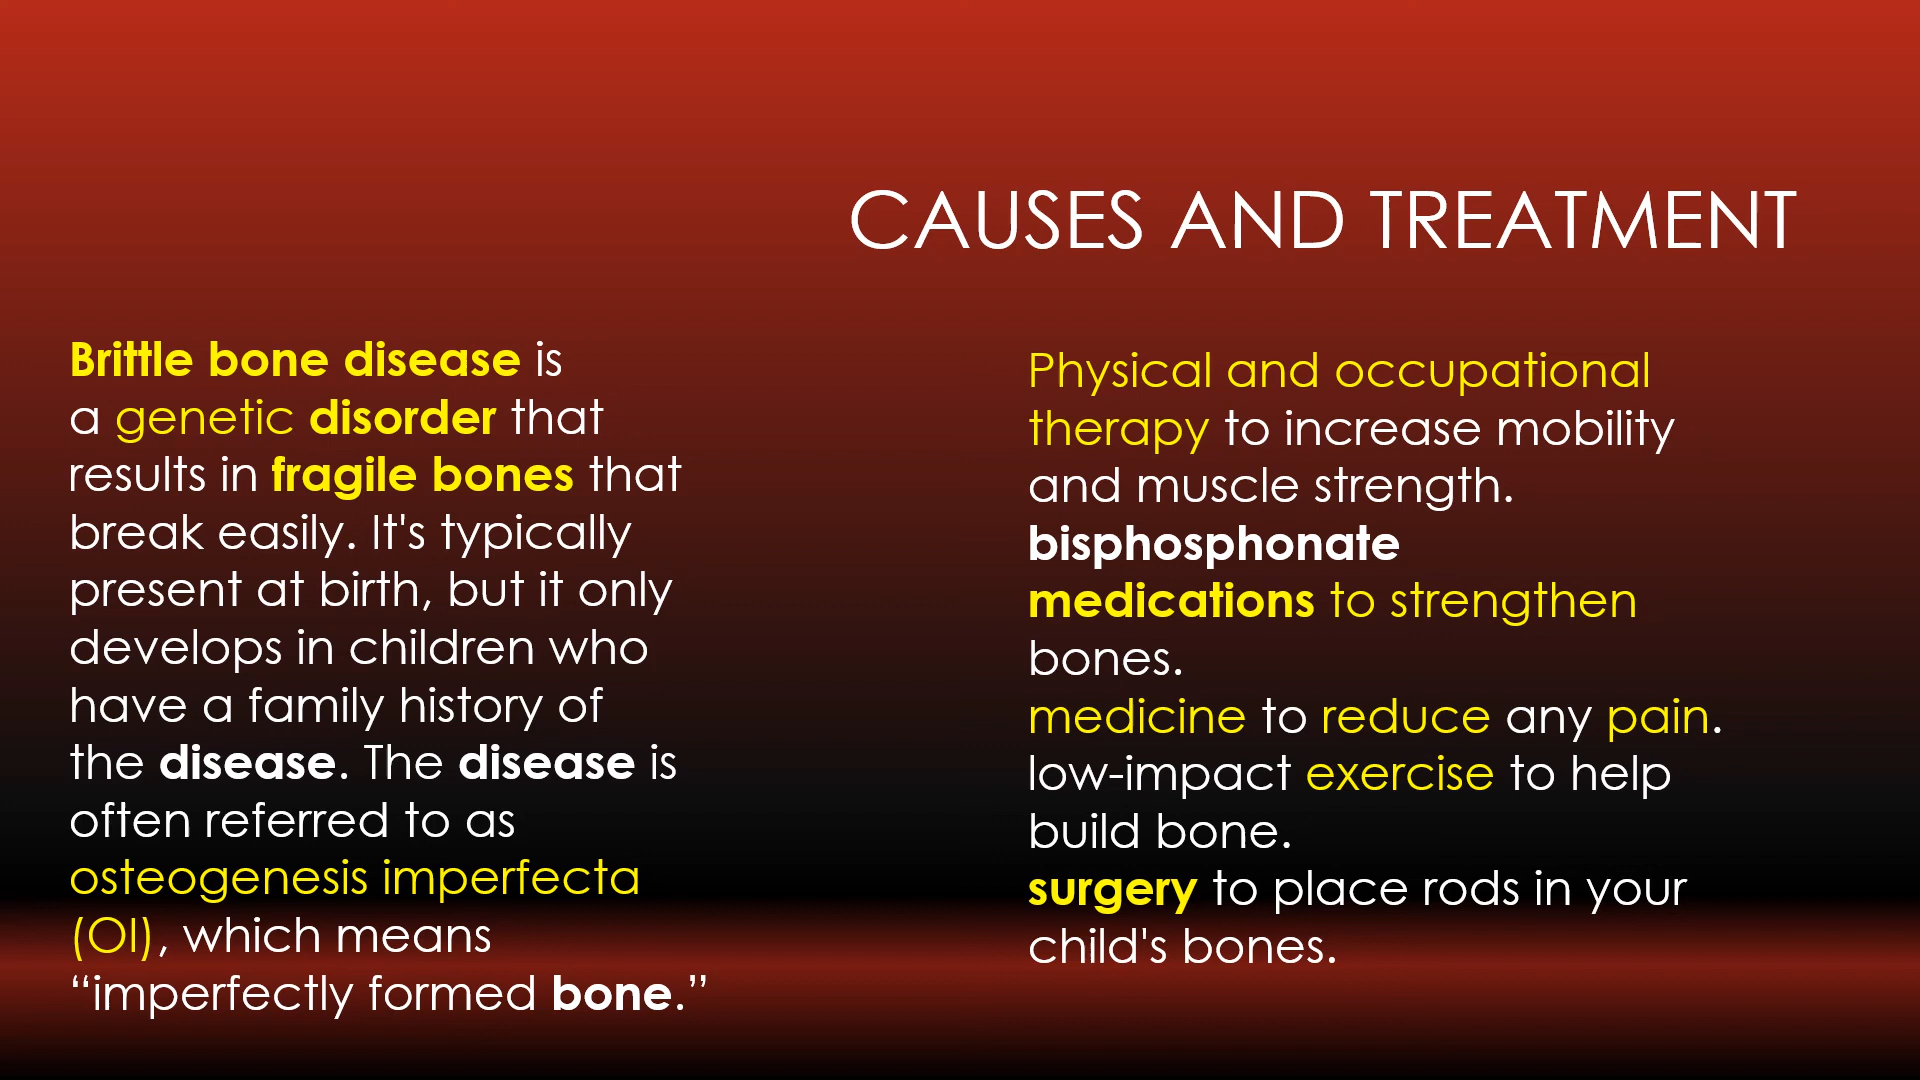 CAUSES AND TREATMENT
Brittle bone disease is
a genetic disorder that
results in fragile bones that
break easily. It's typically
present at birth, but it only
develops in children who
have a family history of
the disease. The disease is
often referred to as
osteogenesis imperfecta
(OI), which means
“imperfectly formed bone.”
Physical and occupational
therapy to increase mobility
and muscle strength.
bisphosphonate
medications to strengthen
bones.
medicine to reduce any pain.
low-impact exercise to help
build bone.
surgery to place rods in your
child's bones.